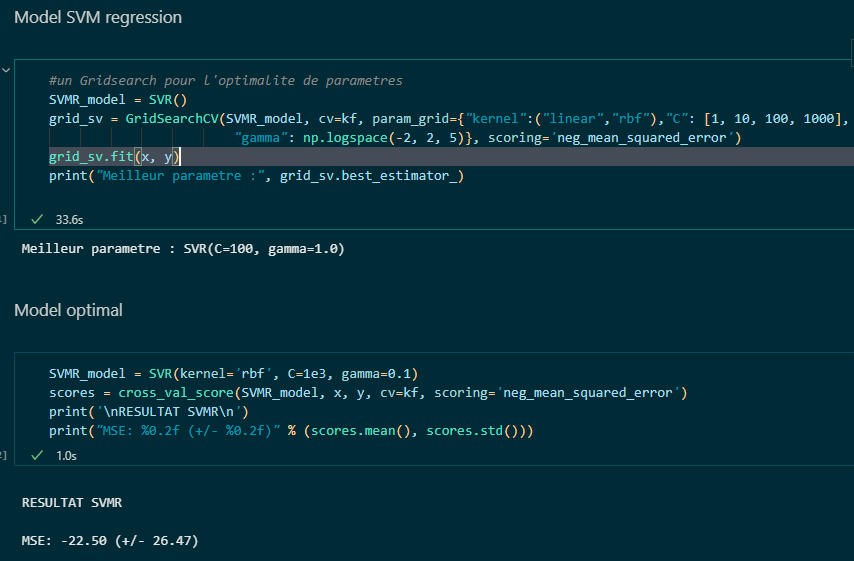 Model SVM regression
#un Gridsearch pour l'optimalite de parametres
SVMR_model = SVR()
grid_sv = GridSearchCV(SVMR_model, cv=kf, param_grid={"kernel":("linear","rbf"),"C": [1, 10, 100, 1000],
"gamma": np.logspace(-2, 2, 5)}, scoring='neg_mean_squared_error')
grid_sv.fit(x, y)
print("Meilleur parametre :", grid_sv.best_estimator_)
33.6s
Meilleur parametre : SVR(C=100, gamma=1.0)
Model optimal
SVMR_model = SVR(kernel='rbf', C=1e3, gamma=0.1)
scores = cross_val_score(SVMR_model, x, y, cv=kf, scoring='neg_mean_squared_error')
print('\nRESULTAT SVMR\n')
print("MSE: %0.2f (+/- %0.2f)" % (scores.mean(), scores.std()))
1.0s
RESULTAT SVMR
MSE: -22.50 (+/- 26.47)